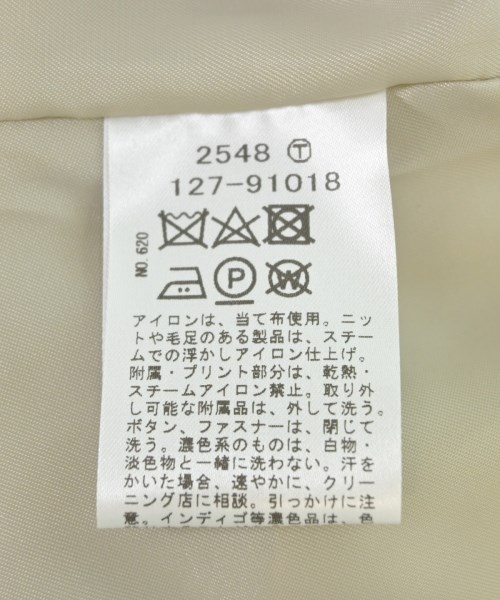 2548 Ⓣ
127-91018
NO. 620
P
W
アイロンは、当て布使用。ニッ
トや毛足のある製品は、スチー
ムでの浮かしアイロン仕上げ。
附属・プリント部分は、乾熱・
スチームアイロン禁止。取り外
し可能な附属品は、外して洗う。
ボタン、ファスナーは、閉じて
洗う。濃色系のものは、白物・
淡色物と一緒に洗わない。汗を
かいた場合、速やかに、クリー
ニング店に相談。引っかけに注
意。インディゴ等濃色品は、色